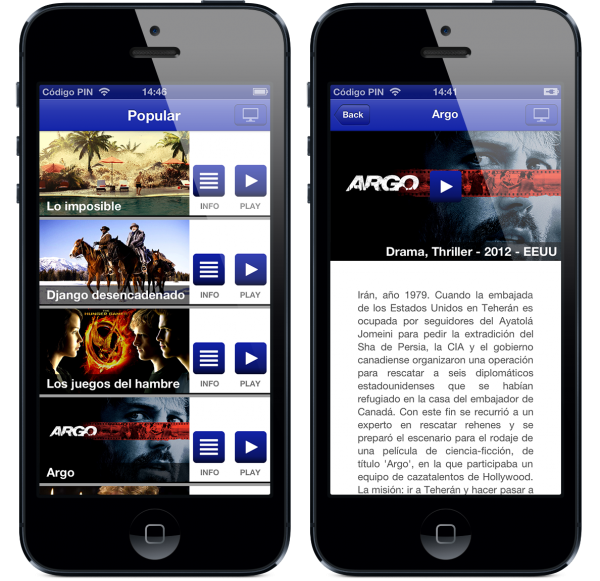 Código PIN 14:46
Popular
Lo imposible
INFO PLAY
Django desencadenado
INFO PLAY
THE HUNGER GAMES
Los juegos del hambre
INFO PLAY
ARGO
Argo
INFO PLAY
Código PIN 14:41
Back Argo
ARGO
Drama, Thriller - 2012 - EEUU
Irán, año 1979. Cuando la embajada
de los Estados Unidos en Teherán es
ocupada por seguidores del Ayatolá
Jomeini para pedir la extradición del
Sha de Persia, la CIA y el gobierno
canadiense organizaron una operación
para rescatar a seis diplomáticos
estadounidenses que se habían
refugiado en la casa del embajador de
Canadá. Con este fin se recurrió a un
experto en rescatar rehenes y se
preparó el escenario para el rodaje de
una película de ciencia-ficción, de
título 'Argo', en la que participaba un
equipo de cazatalentos de Hollywood.
La misión: ir a Teherán y hacer pasar a